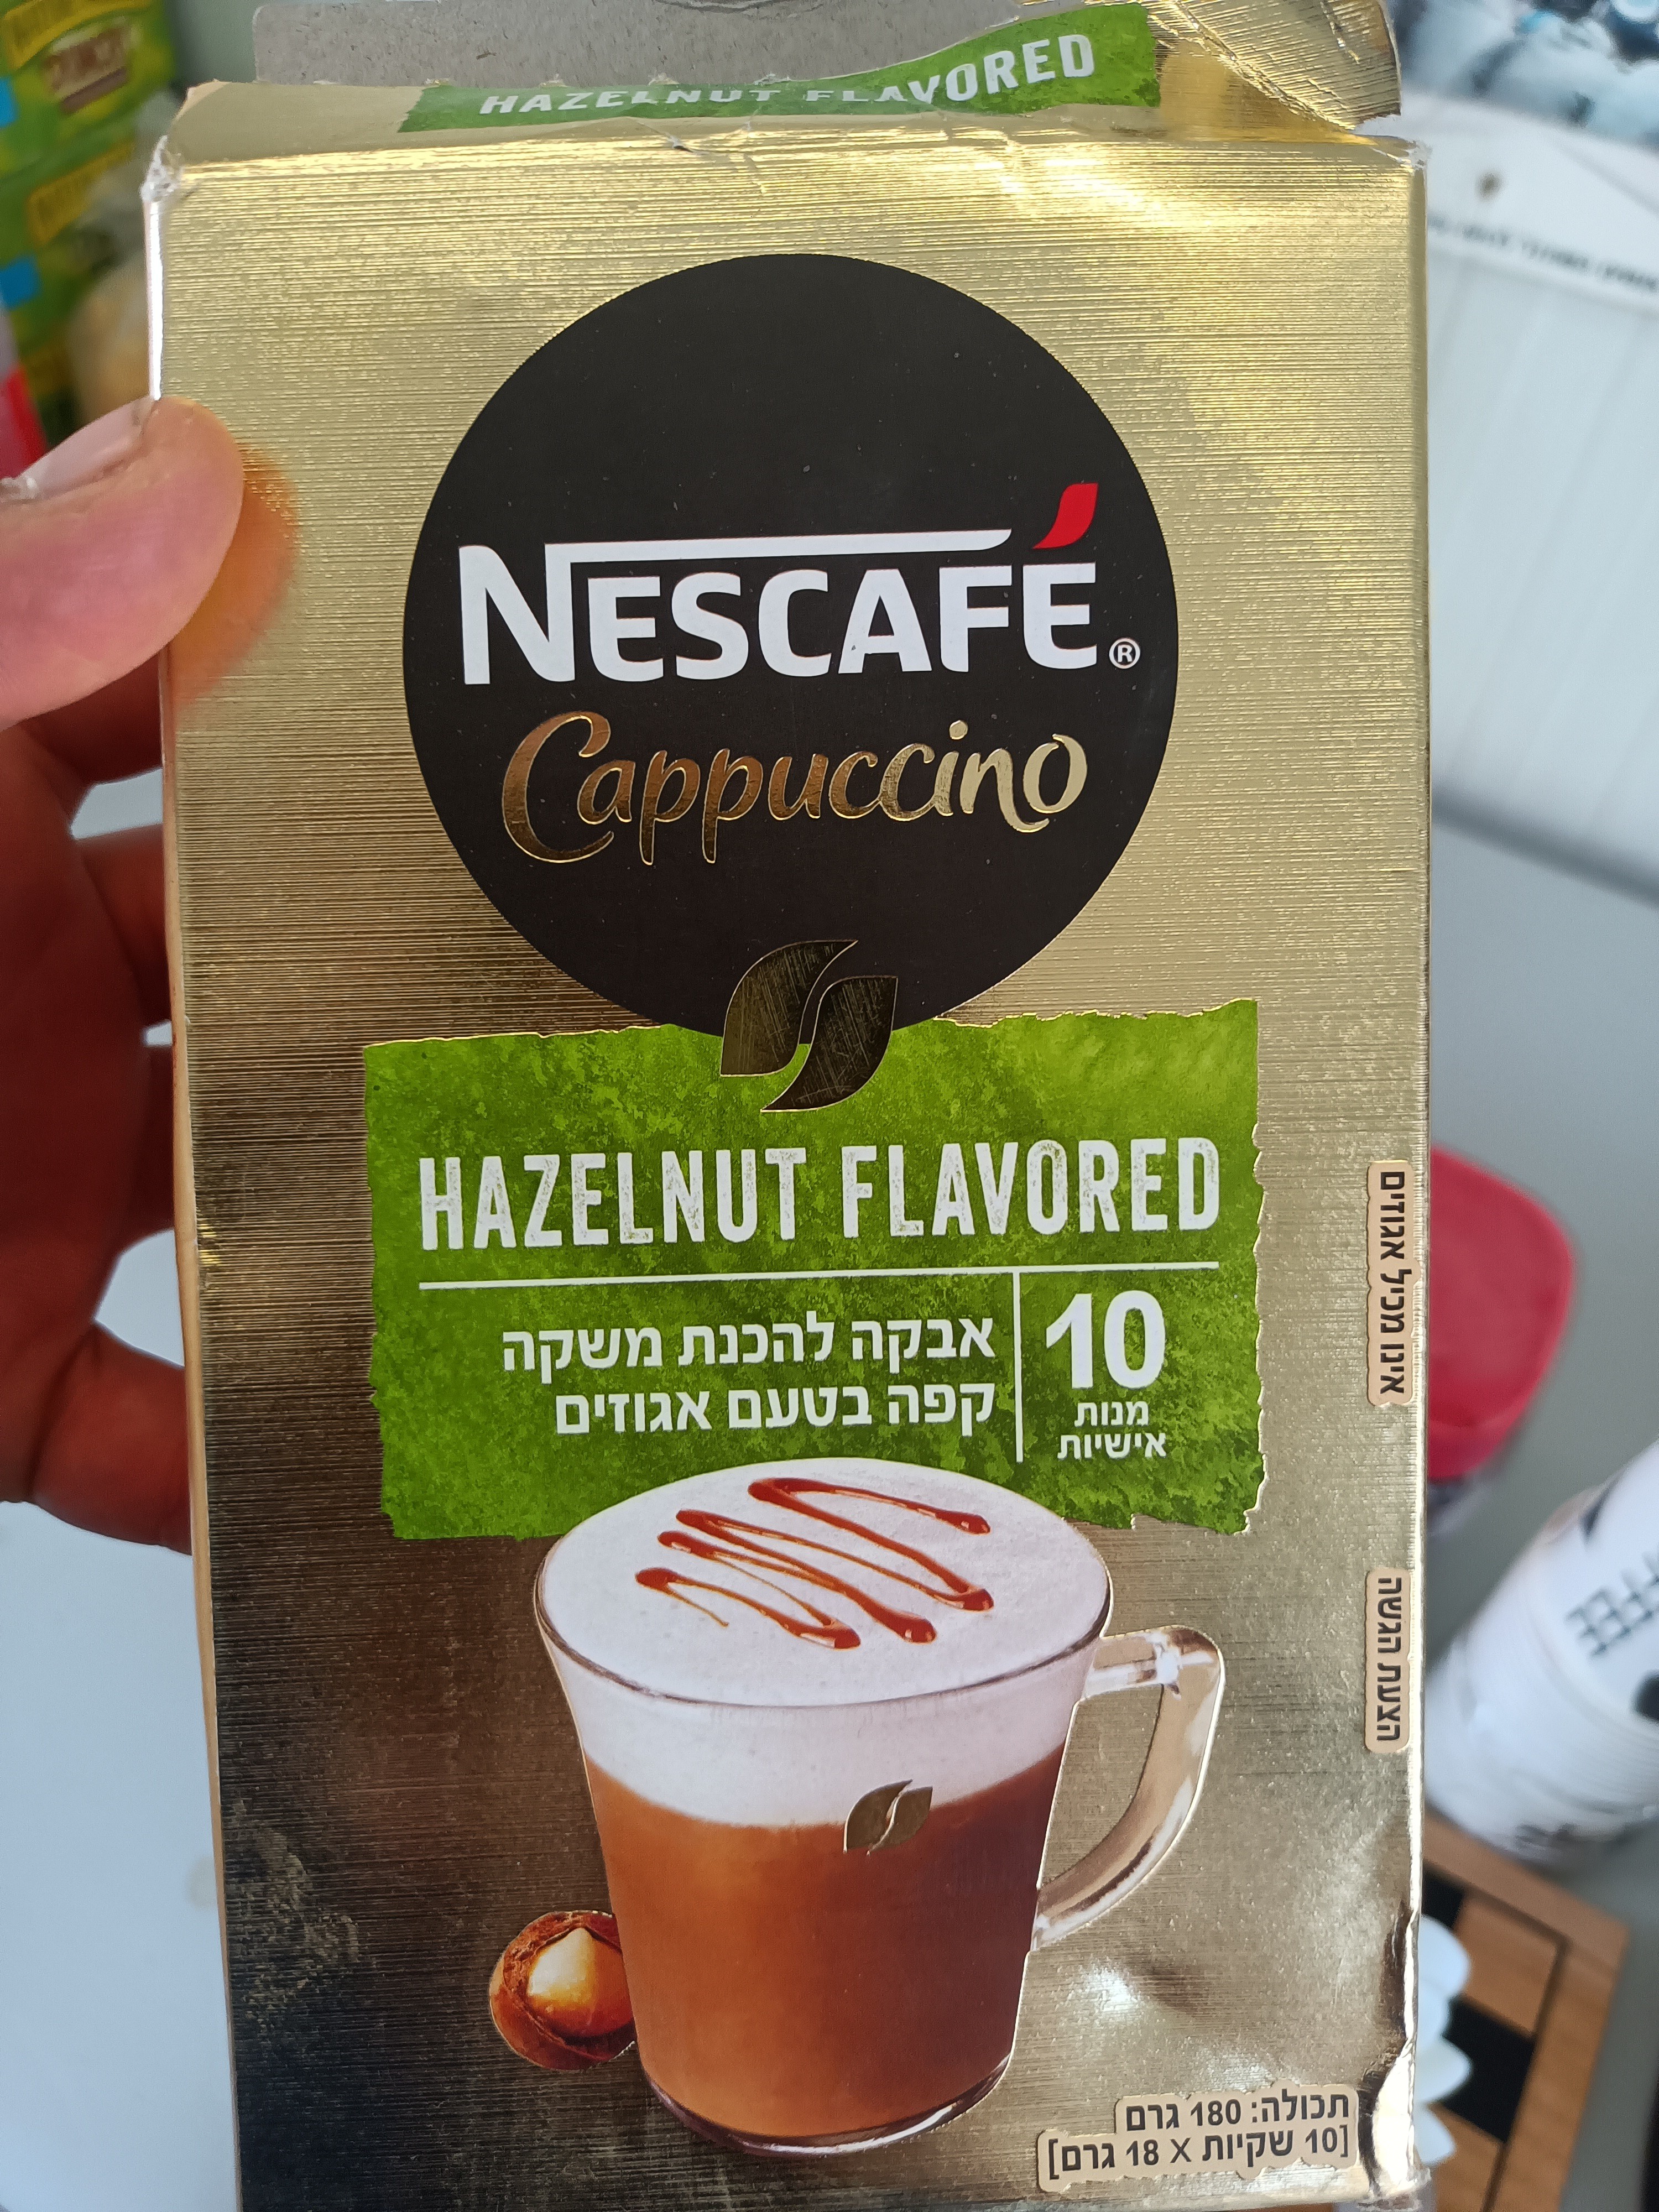 HAZELNUT FLAVORED
NESCAFÉ®
Cappuccino
HAZELNUT FLAVORED
אבקה להכנת משקה
קפה בטעם אגוזים
10
מנות
אישיות
אינו מכיל אגוזים
הצעת הגשה
תכולה: 180 גרם
[10 שקיות X 18 גרם]